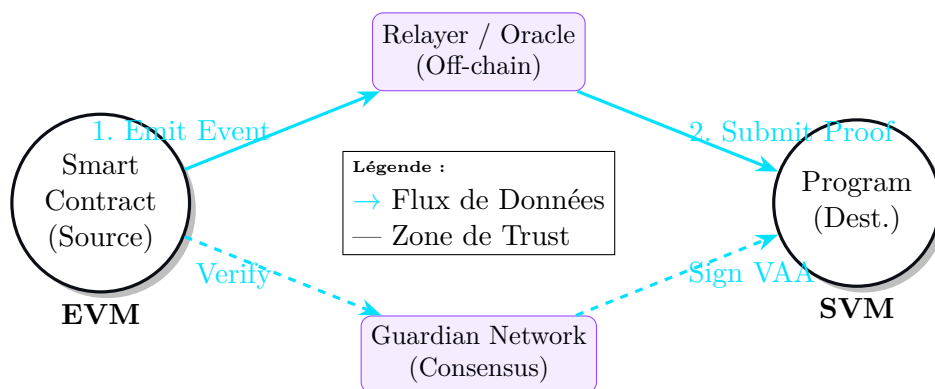 Relayer / Oracle
(Off-chain)
1. Emit Event
2. Submit Proof
Smart
Contract
(Source)
EVM
Légende :
→ Flux de Données
— Zone de Trust
Program
(Dest.)
SVM
Verify
Sign VAA
Guardian Network
(Consensus)